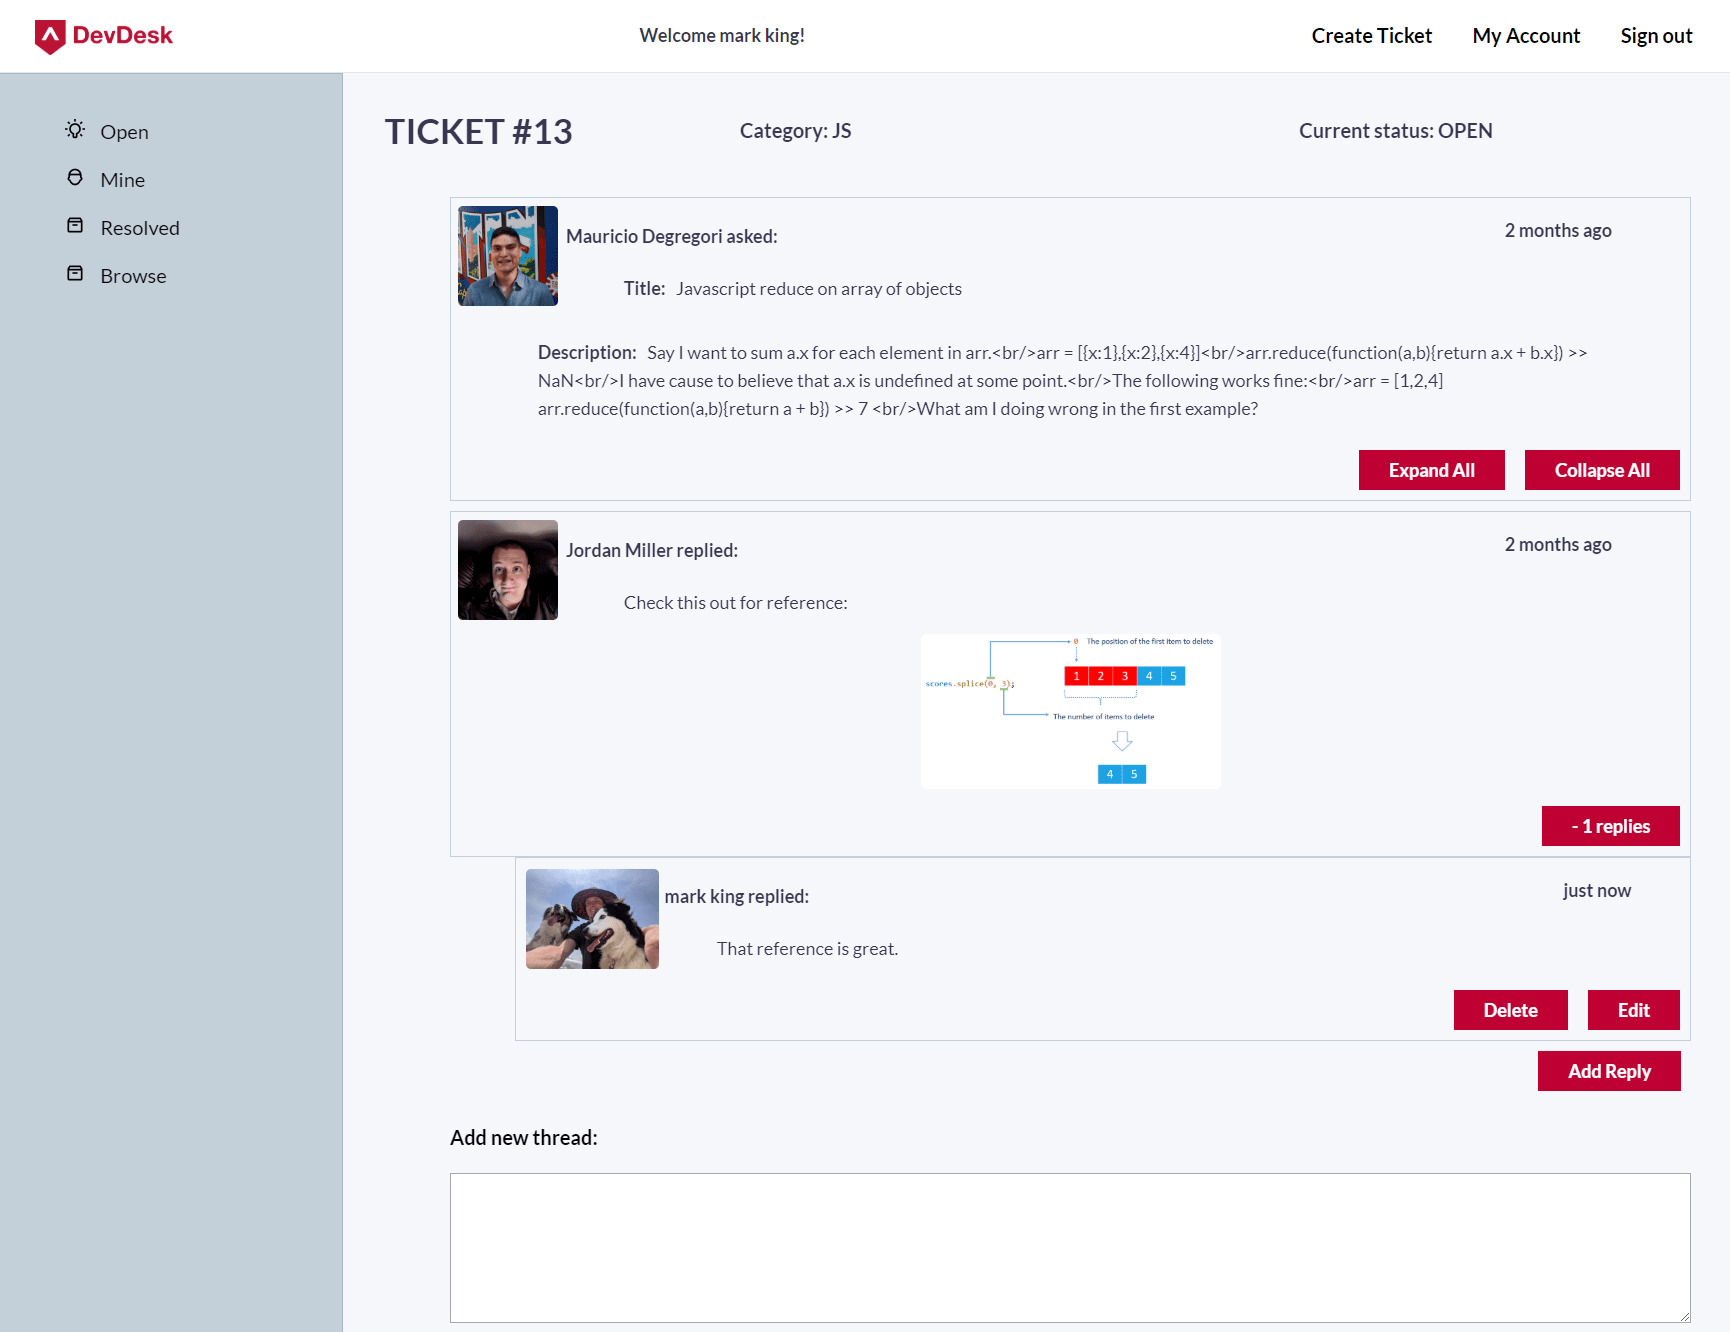 DevDesk
Welcome mark king!
Create Ticket
My Account
Sign out
Open
Mine
Resolved
Browse
TICKET #13
Category: JS
Current status: OPEN
Mauricio Degregori asked:
2 months ago
Title: Javascript reduce on array of objects
Description: Say I want to sum a.x for each element in arr.<br/>arr = [{x:1},{x:2},{x:4}]<br/>arr.reduce(function(a,b){return a.x + b.x}) >>
NaN<br/>I have cause to believe that a.x is undefined at some point.<br/>The following works fine:<br/>arr = [1,2,4]
arr.reduce(function(a,b){return a + b}) >> 7 <br/>What am I doing wrong in the first example?
Expand All
Collapse All
Jordan Miller replied:
2 months ago
Check this out for reference:
0 The position of the first item to delete
1 2 3 4 5
scores.splice(0, 3);
The number of items to delete
4 5
- 1 replies
mark king replied:
just now
That reference is great.
Delete
Edit
Add Reply
Add new thread: